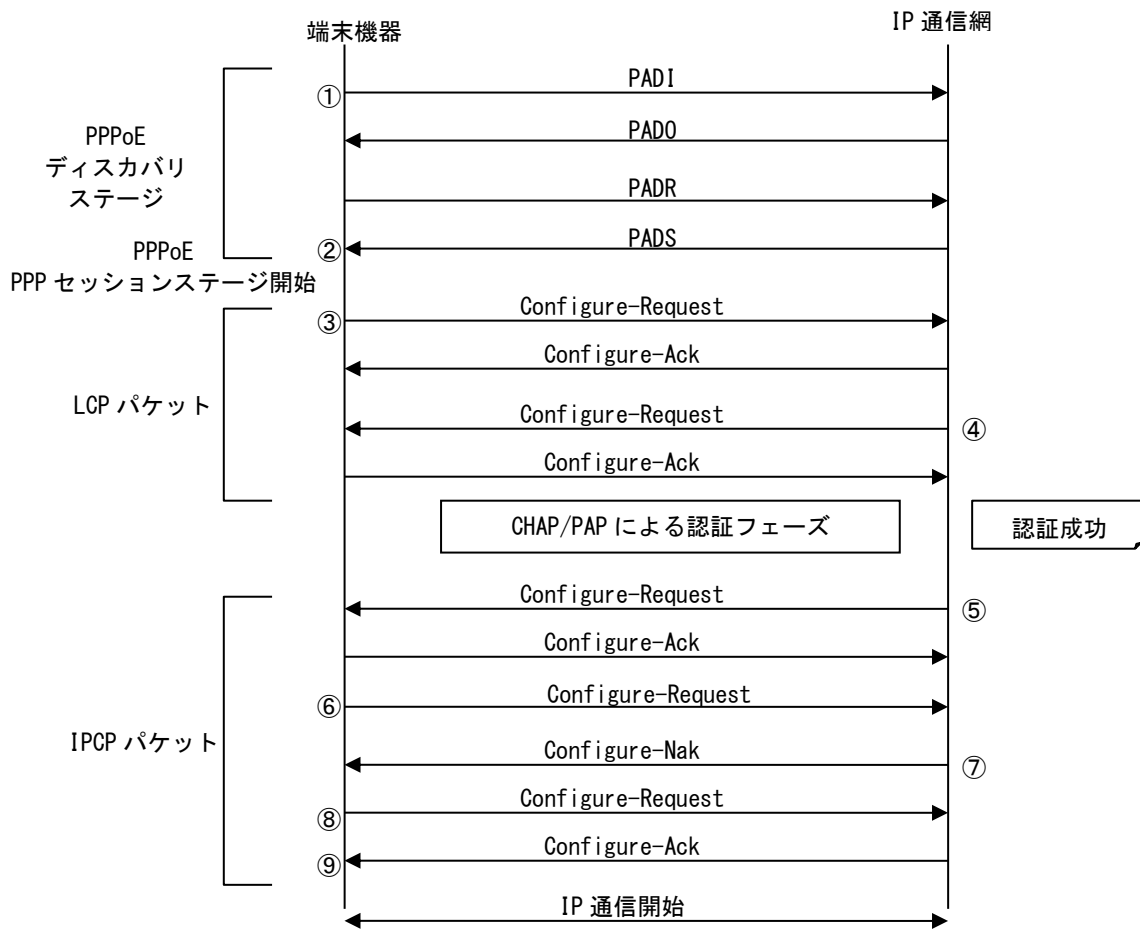 端末機器
IP 通信網
PADI
①
PADO
PPPoE
ディスカバリ
ステージ
PADR
PADS
②
PPPoE
PPP セッションステージ開始
Configure-Request
③
Configure-Ack
LCP パケット
Configure-Request
④
Configure-Ack
CHAP/PAP による認証フェーズ
認証成功
Configure-Request
⑤
Configure-Ack
Configure-Request
⑥
IPCP パケット
Configure-Nak
⑦
Configure-Request
⑧
Configure-Ack
⑨
IP 通信開始